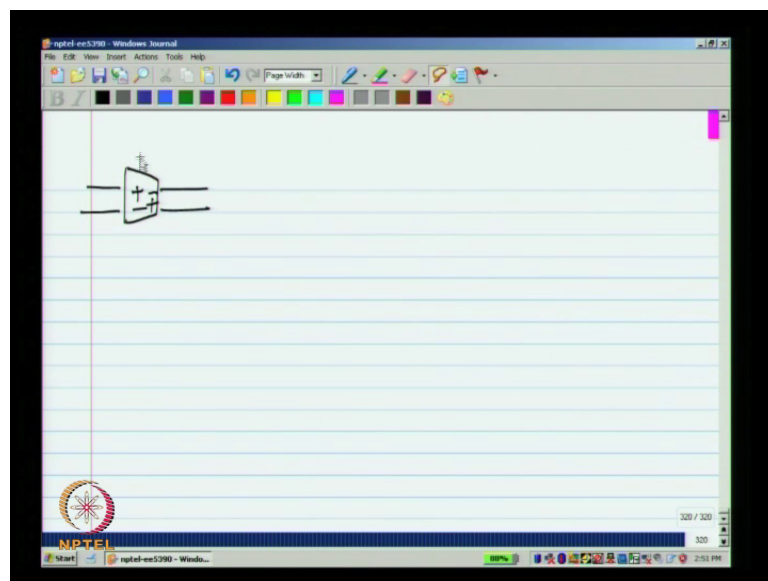 nptel-ee5390 - Windows Journal
File Edit View Insert Actions Tools Help
Page Width
B I
+ -
- +
320 / 320
320
NPTEL
Start nptel-ee5390 - Windo... 88% 2:51 PM